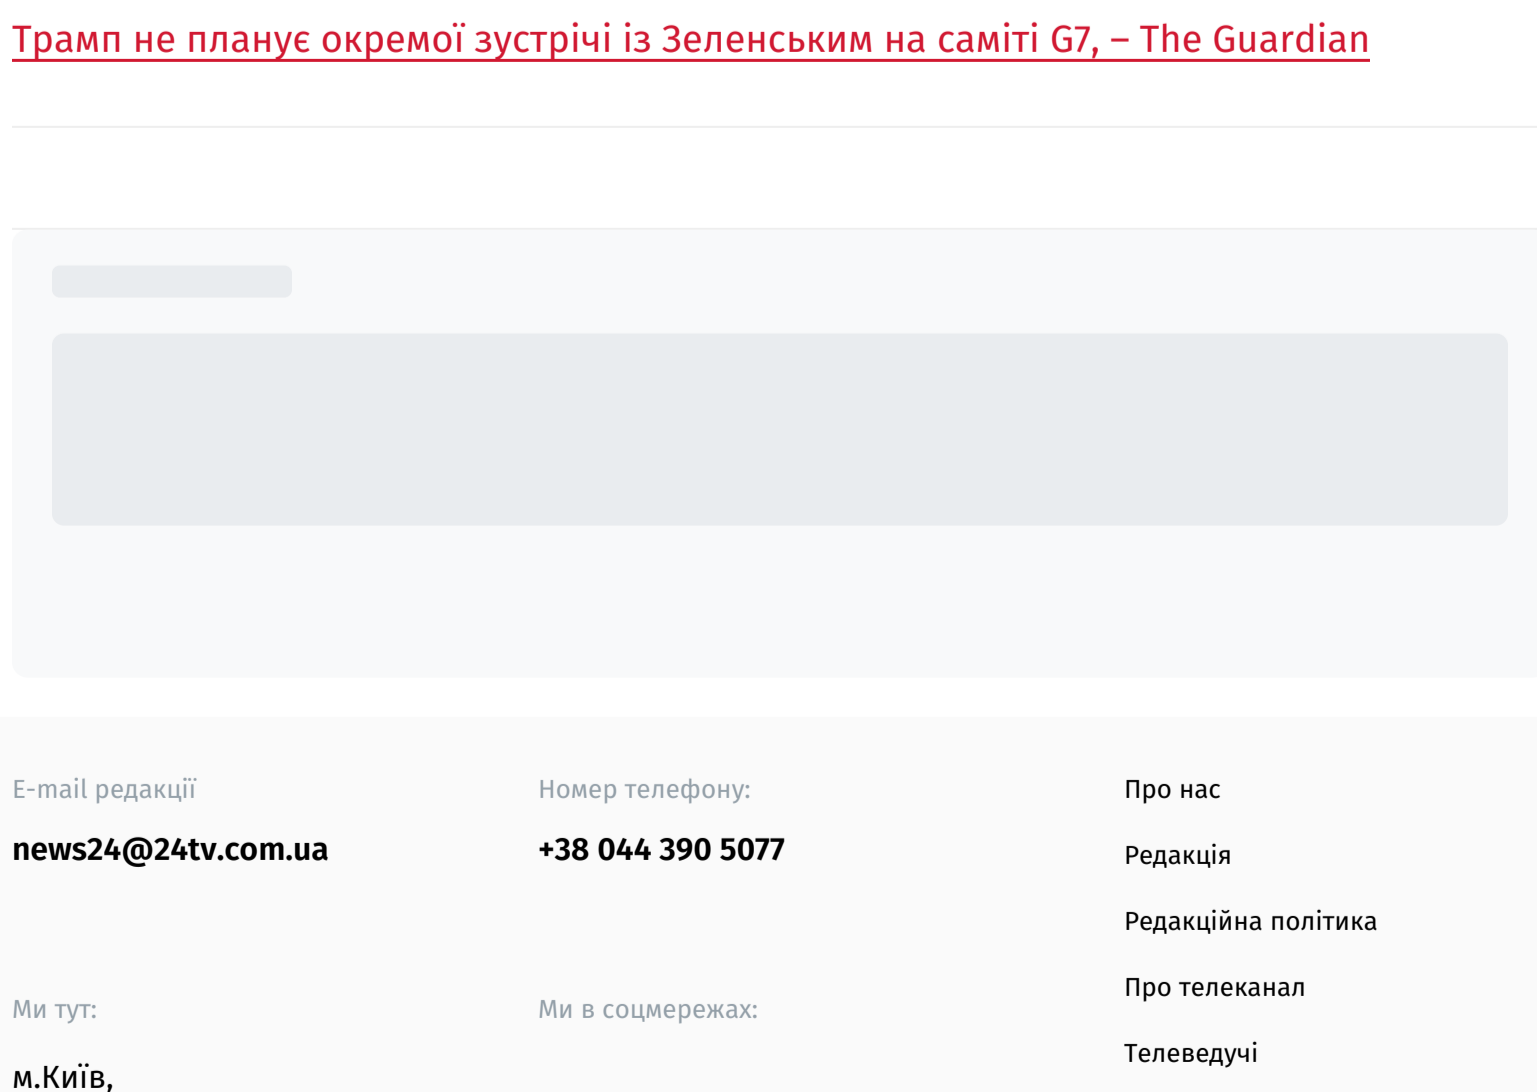 Трамп не планує окремої зустрічі із Зеленським на саміті G7, – The Guardian
E-mail редакції
news24@24tv.com.ua
Номер телефону:
+38 044 390 5077
Ми тут:
м.Київ,
Ми в соцмережах:
Про нас
Редакція
Редакційна політика
Про телеканал
Телеведучі